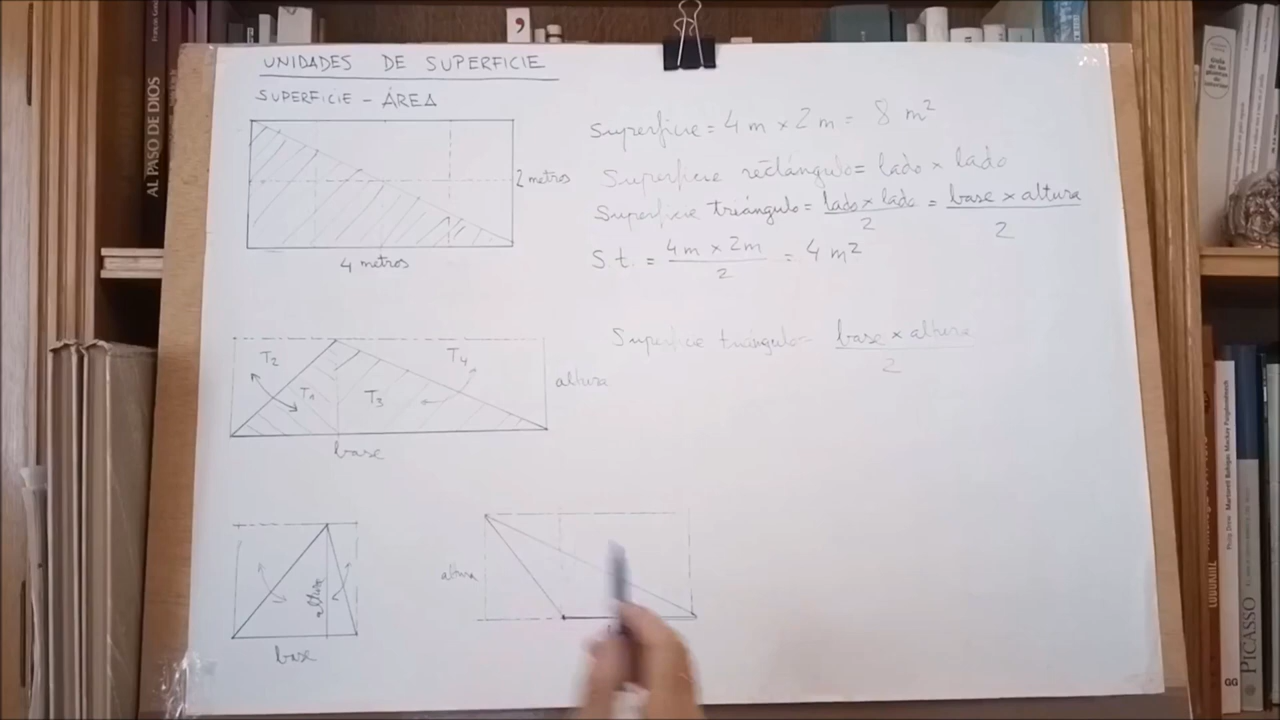 UNIDADES DE SUPERFICIE
SUPERFICIE - ÁREA
2 metros
4 metros
Superficie = 4 m x 2 m = 8 m²
Superficie rectángulo = lado x lado
Superficie triángulo = lado x lado / 2 = base x altura / 2
S.t. = 4 m x 2 m / 2 = 4 m²
T2
T1
T3
T4
altura
base
Superficie triángulo = base x altura / 2
altura
base
altura
AL PASO DE DIOS
PICASSO
GG